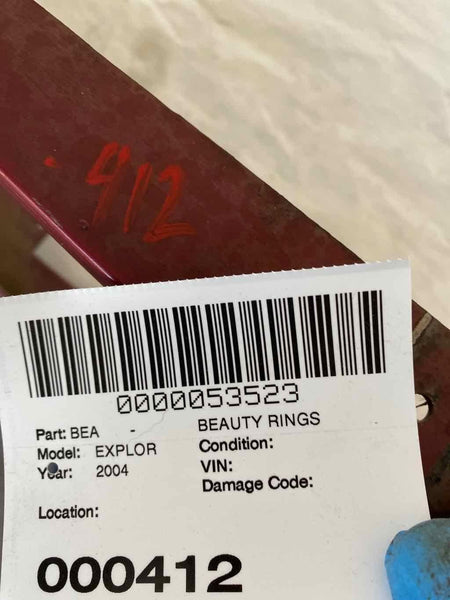 412
0000053523
Part: BEA - BEAUTY RINGS
Model: EXPLOR Condition:
Year: 2004 VIN:
Damage Code:
Location:
000412